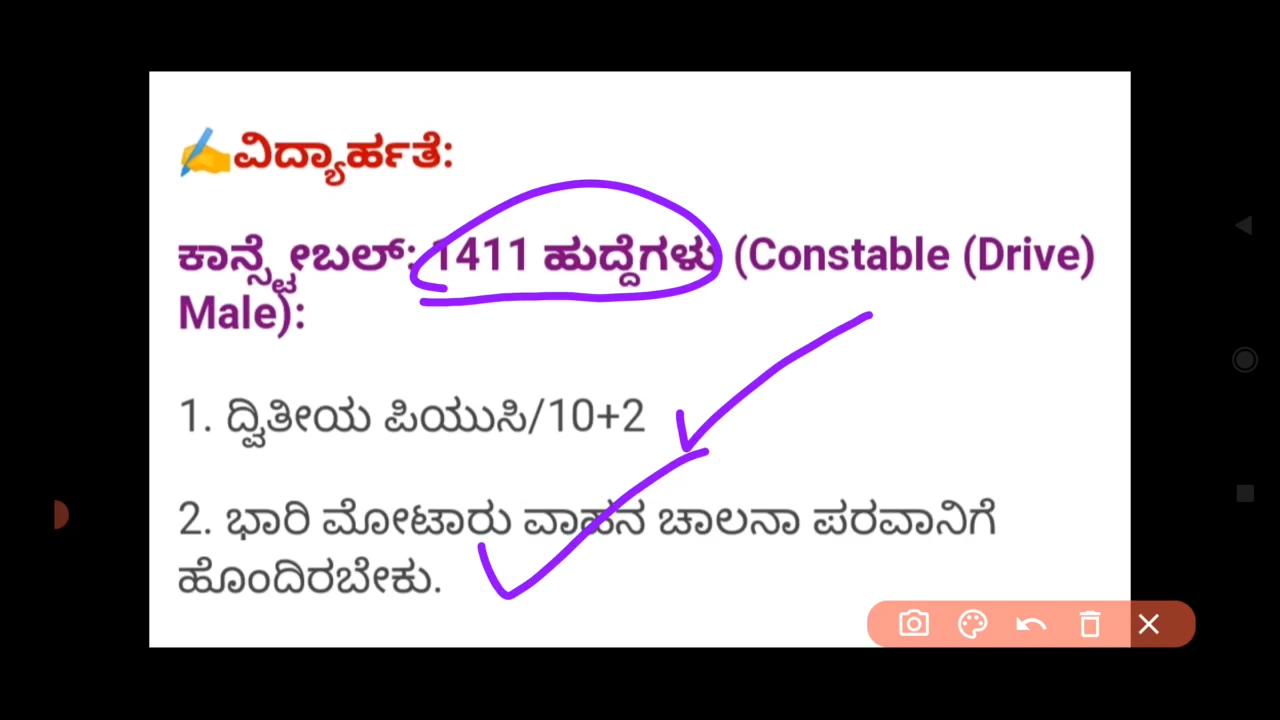 ✍️ವಿದ್ಯಾರ್ಹತೆ:
ಕಾನ್ಸ್ಟೇಬಲ್: 1411 ಹುದ್ದೆಗಳು (Constable (Drive)
Male):
1. ದ್ವಿತೀಯ ಪಿಯುಸಿ/10+2
2. ಭಾರಿ ಮೋಟಾರು ವಾಹನ ಚಾಲನಾ ಪರವಾನಿಗೆ
ಹೊಂದಿರಬೇಕು.